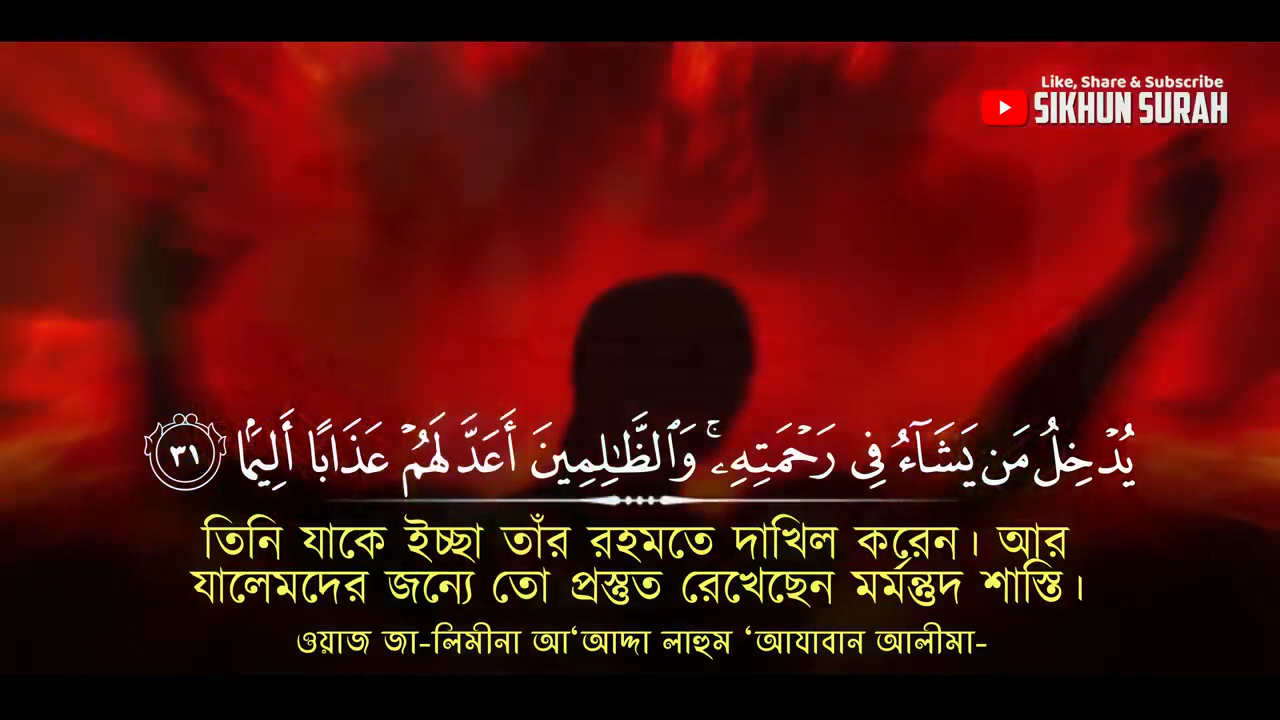 Like, Share & Subscribe
SIKHUN SURAH
يُدْخِلُ مَن يَشَآءُ فِى رَحْمَتِهِۦ ۚ وَٱلظَّٰلِمِينَ أَعَدَّ لَهُمْ عَذَابًا أَلِيمًۢا ٣١
তিনি যাকে ইচ্ছা তাঁর রহমতে দাখিল করেন। আর
যালেমদের জন্যে তো প্রস্তুত রেখেছেন মর্মন্তুদ শাস্তি।
ওয়াজ জা-লিমীনা আ‘আদ্দা লাহুম ‘আযাবান আলীমা-